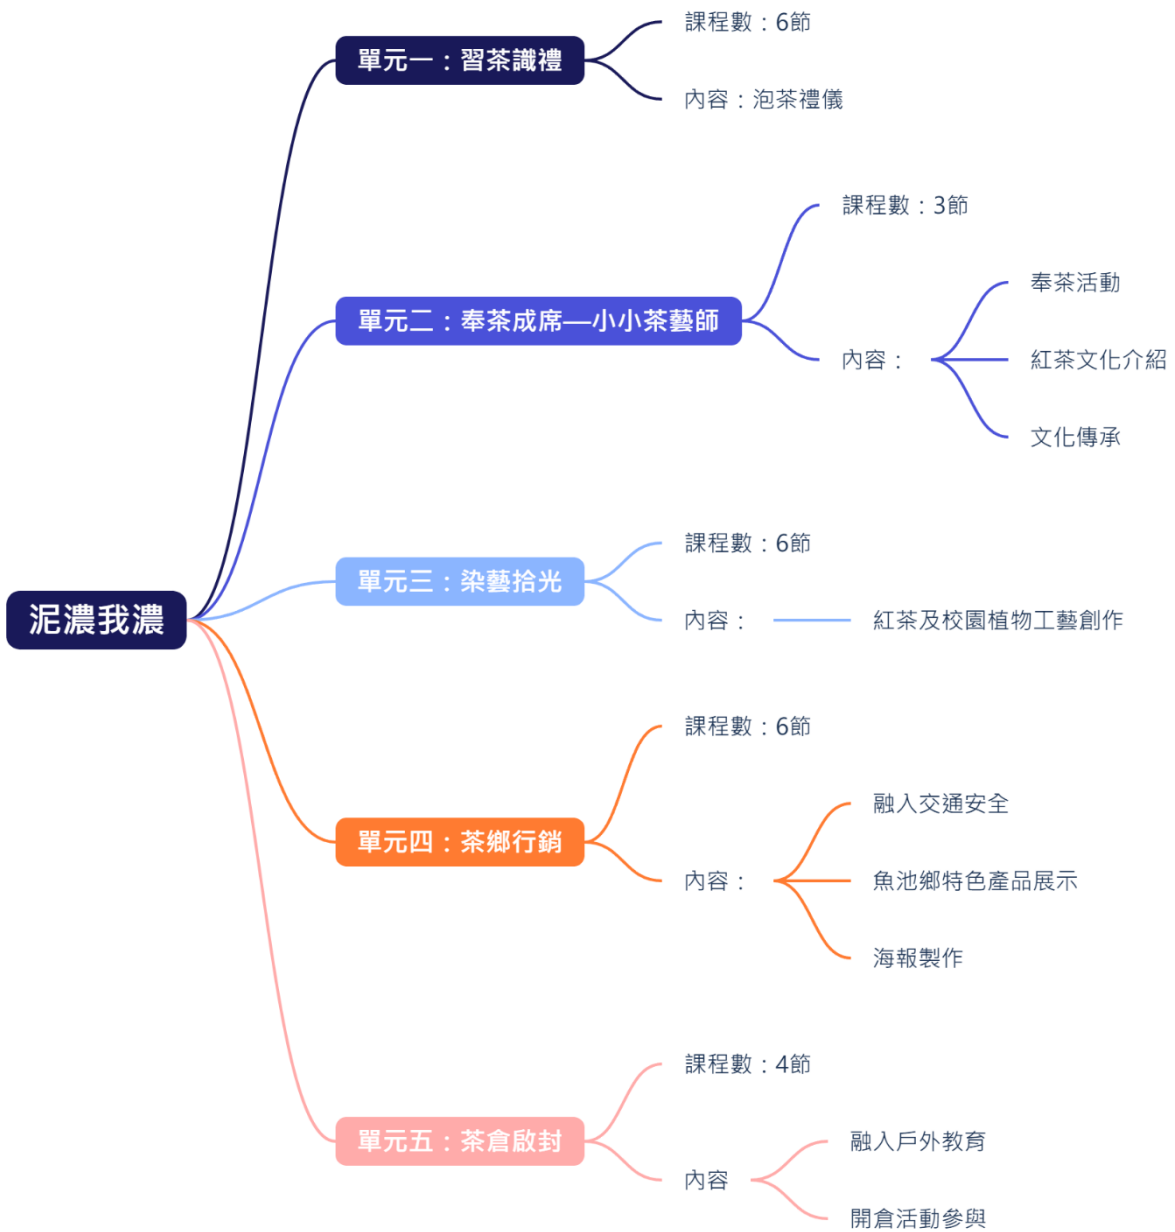 泥濃我濃
單元一：習茶識禮
課程數：6節
內容：泡茶禮儀
單元二：奉茶成席—小小茶藝師
課程數：3節
內容：
奉茶活動
紅茶文化介紹
文化傳承
單元三：染藝拾光
課程數：6節
內容：
紅茶及校園植物工藝創作
單元四：茶鄉行銷
課程數：6節
內容：
融入交通安全
魚池鄉特色產品展示
海報製作
單元五：茶倉啟封
課程數：4節
內容
融入戶外教育
開倉活動參與